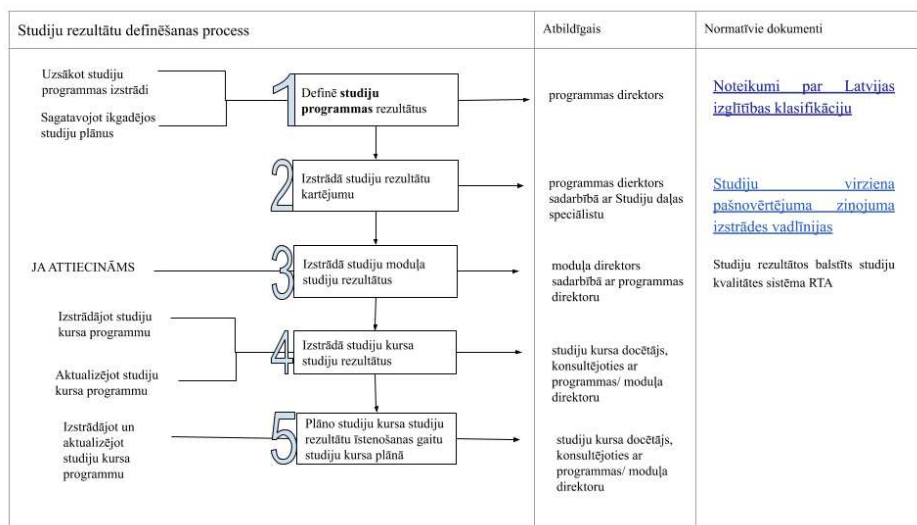 Studiju rezultātu definēšanas process
Atbildīgais
Normatīvie dokumenti
Uzsākot studiju
programmas izstrādi
Sagatavojot ikgadējos
studiju plānus
1
Definē studiju
programmas rezultātus
programmas direktors
Noteikumi par Latvijas
izglītības klasifikāciju
2
Izstrādā studiju rezultātu
kartējumu
programmas dierktors
sadarbībā ar Studiju daļas
speciālistu
Studiju virziena
pašnovērtējuma ziņojuma
izstrādes vadlīnijas
JA ATTIECINĀMS
3
Izstrādā studiju moduļa
studiju rezultātus
moduļa direktors
sadarbībā ar programmas
direktoru
Studiju rezultātos balstīts studiju
kvalitātes sistēma RTA
Izstrādājot studiju
kursa programmu
Aktualizējot studiju
kursa programmu
4
Izstrādā studiju kursa
studiju rezultātus
studiju kursa docētājs,
konsultējoties ar
programmas/ moduļa
direktoru
Izstrādājot un
aktualizējot
studiju kursa
programmu
5
Plāno studiju kursa studiju
rezultātu īstenošanas gaitu
studiju kursa plānā
studiju kursa docētājs,
konsultējoties ar
programmas/ moduļa
direktoru